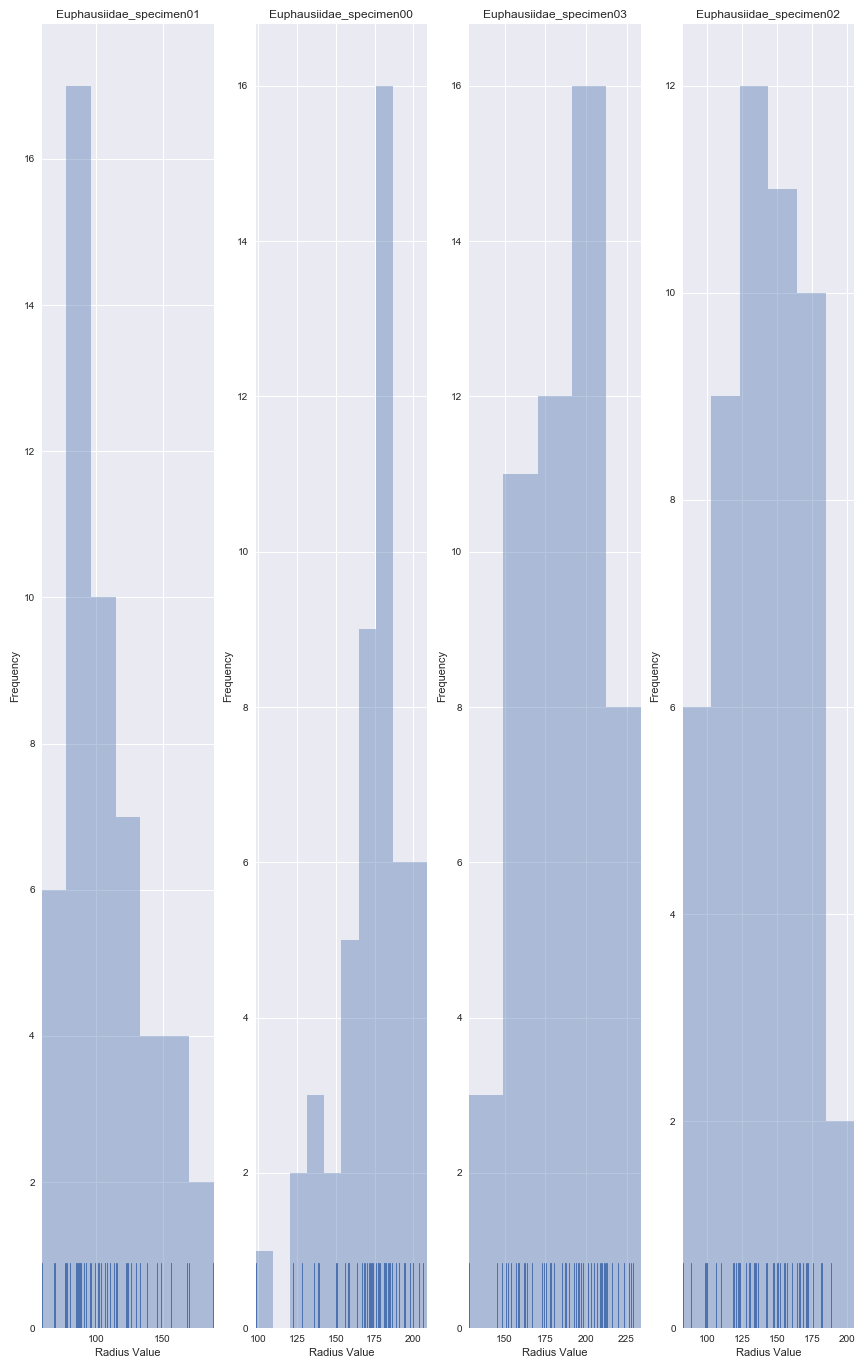 Euphausiidae_specimen01
Euphausiidae_specimen00
Euphausiidae_specimen03
Euphausiidae_specimen02
Frequency
16
14
12
10
8
6
4
2
0
100 150
Radius Value
Frequency
16
14
12
10
8
6
4
2
0
100 125 150 175 200
Radius Value
Frequency
16
14
12
10
8
6
4
2
0
150 175 200 225
Radius Value
Frequency
12
10
8
6
4
2
0
100 125 150 175 200
Radius Value